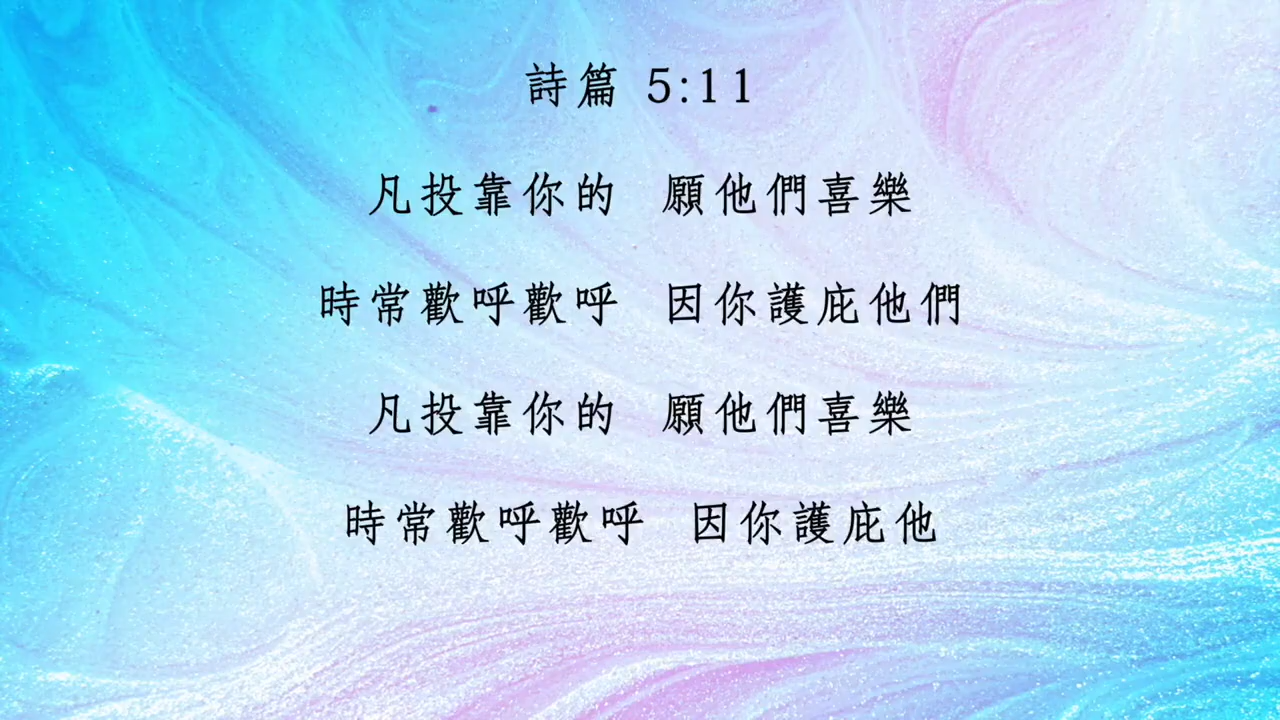 詩篇 5:11
凡投靠你的 願他們喜樂
時常歡呼歡呼 因你護庇他們
凡投靠你的 願他們喜樂
時常歡呼歡呼 因你護庇他